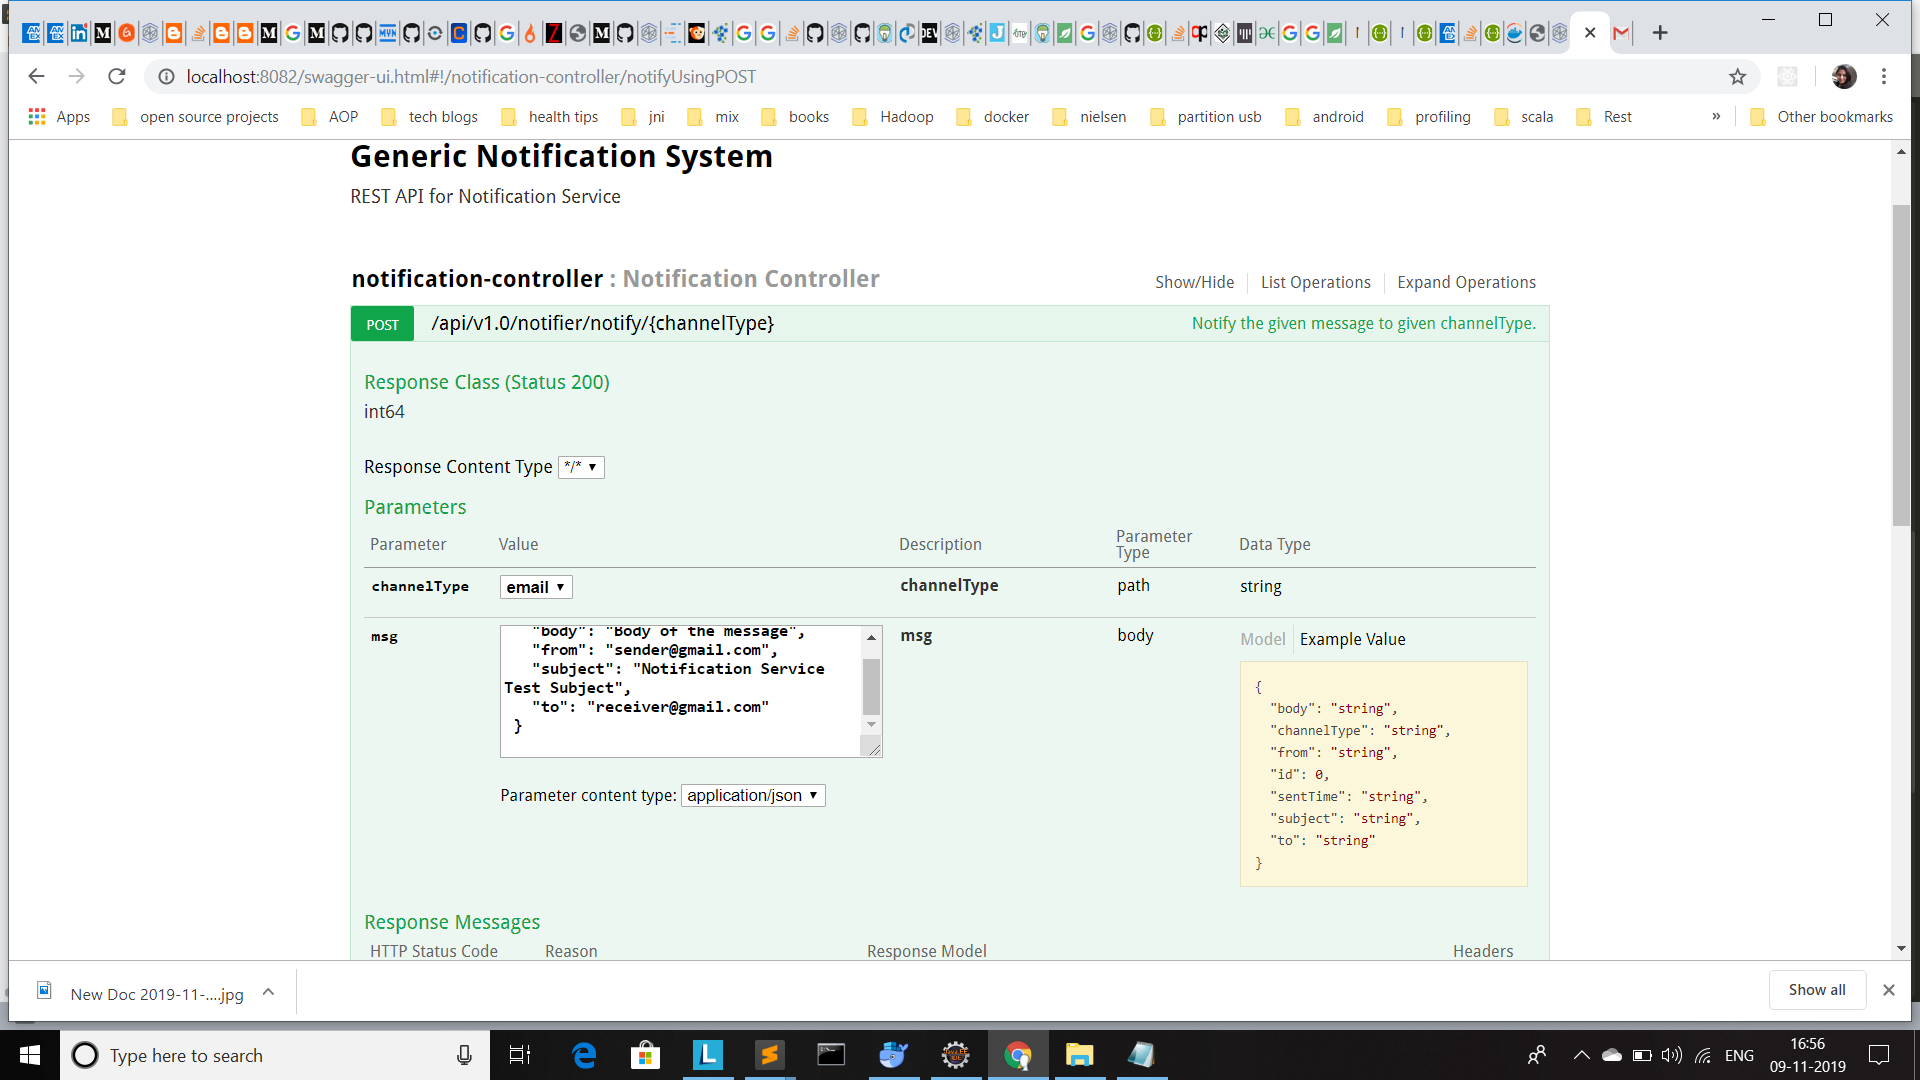 localhost:8082/swagger-ui.html#!/notification-controller/notifyUsingPOST
Apps open source projects AOP tech blogs health tips jni mix books Hadoop docker nielsen partition usb android profiling scala Rest » Other bookmarks
Generic Notification System
REST API for Notification Service
notification-controller : Notification Controller
Show/Hide List Operations Expand Operations
POST /api/v1.0/notifier/notify/{channelType} Notify the given message to given channelType.
Response Class (Status 200)
int64
Response Content Type */*
Parameters
Parameter Value Description Parameter Type Data Type
channelType email channelType path string
msg msg body Model Example Value
"body": "Body of the message",
"from": "sender@gmail.com",
"subject": "Notification Service
Test Subject",
"to": "receiver@gmail.com"
}
Parameter content type: application/json
{
"body": "string",
"channelType": "string",
"from": "string",
"id": 0,
"sentTime": "string",
"subject": "string",
"to": "string"
}
Response Messages
HTTP Status Code Reason Response Model Headers
New Doc 2019-11-....jpg
Show all
Type here to search
ENG
16:56
09-11-2019